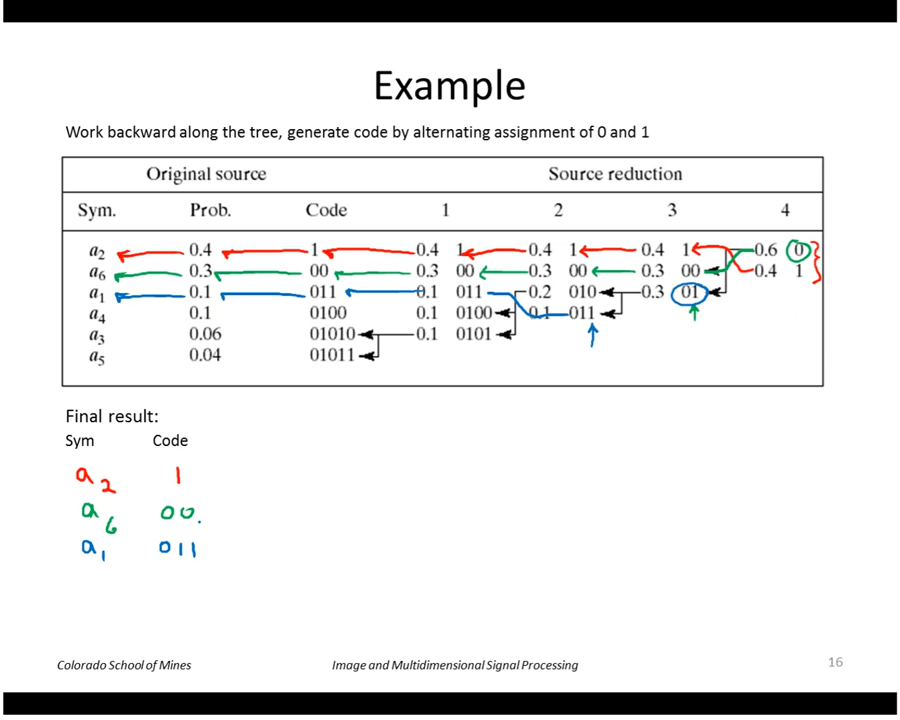 Example
Work backward along the tree, generate code by alternating assignment of 0 and 1
Original source Source reduction
Sym. Prob. Code 1 2 3 4
a2 0.4 1 0.4 1 0.4 1 0.4 1 0.6 0
a6 0.3 00 0.3 00 0.3 00 0.3 00 0.4 1
a1 0.1 011 0.1 011 0.2 010 0.3 01
a4 0.1 0100 0.1 0100 0.1 011
a3 0.06 01010 0.1 0101
a5 0.04 01011
Final result:
Sym Code
a2 1
a6 00.
a1 011
Colorado School of Mines Image and Multidimensional Signal Processing 16